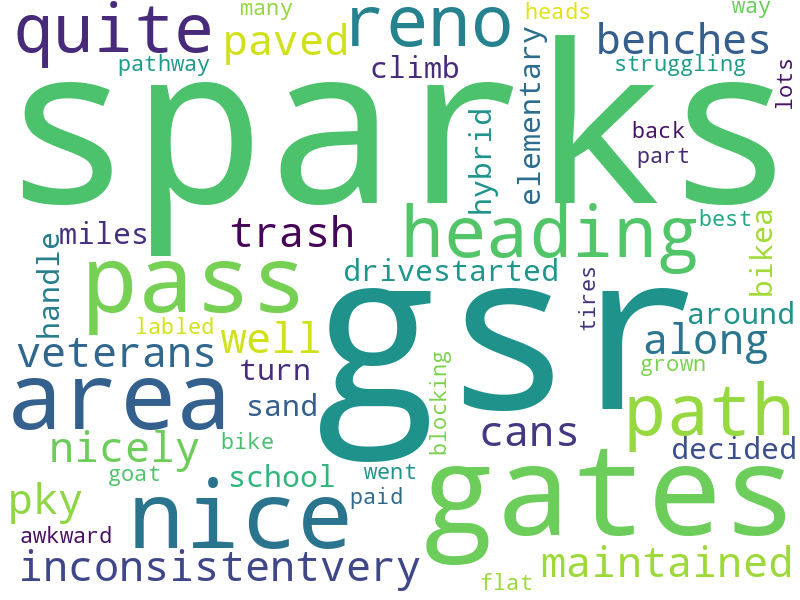 many
heads
way
quite
reno
paved
benches
pathway
climb
struggling
lots
sparks
elementary
hybrid
back
part
miles
trash
heading
best
bikea
handle
pass
drivestarted
gsr
tires
around
labled
well
along
veterans
turn
blocking
grown
area
sand
cans
path
nicely
bike
decided
goat
school
went
gates
pky
nice
paid
awkward
inconsistentvery
maintained
flat